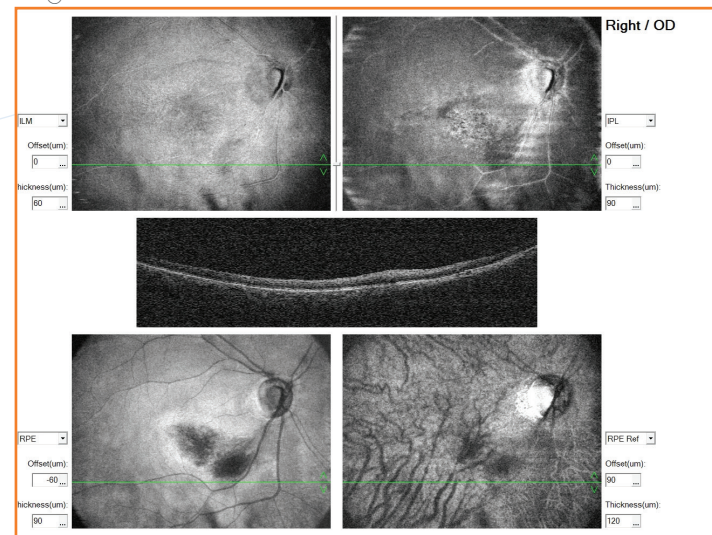 Right / OD
ILM
Offset(um):
0 ...
hickness(um):
60 ...
IPL
Offset(um):
0 ...
Thickness(um):
90 ...
RPE
Offset(um):
-60 ...
hickness(um):
90 ...
RPE Ref
Offset(um):
90 ...
Thickness(um):
120 ...